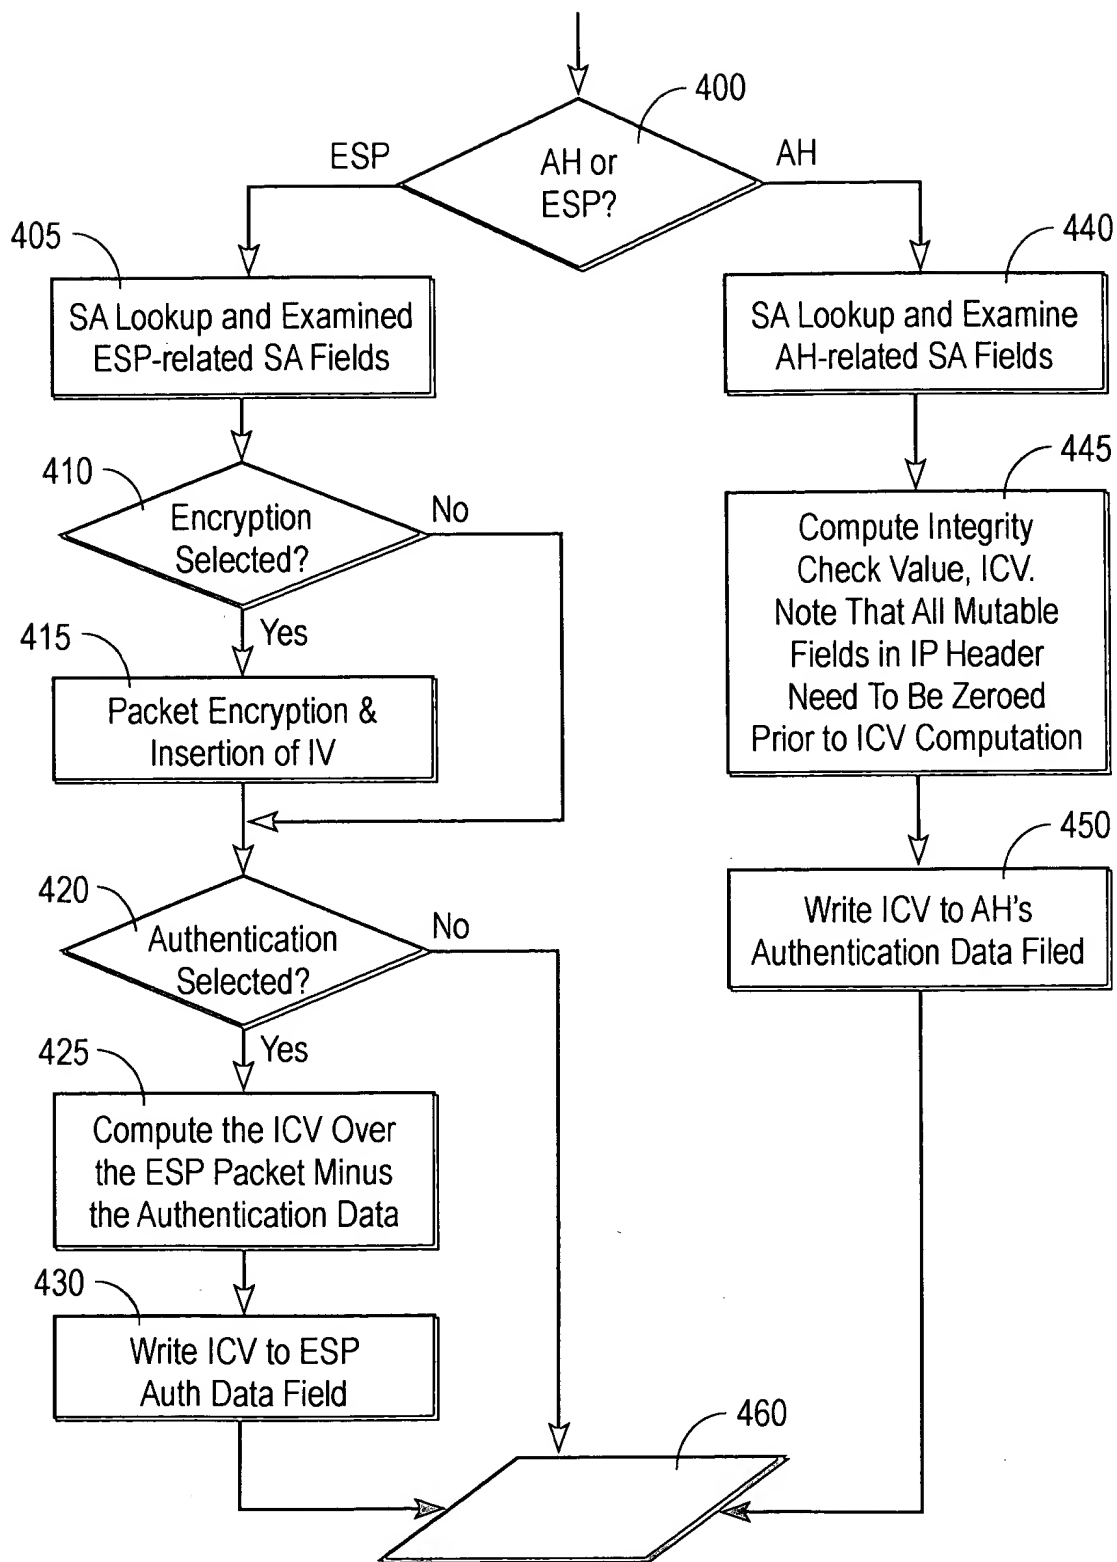 400
AH or
ESP?
ESP
AH
405
SA Lookup and Examined
ESP-related SA Fields
410
Encryption
Selected?
No
Yes
415
Packet Encryption &
Insertion of IV
420
Authentication
Selected?
No
Yes
425
Compute the ICV Over
the ESP Packet Minus
the Authentication Data
430
Write ICV to ESP
Auth Data Field
440
SA Lookup and Examine
AH-related SA Fields
445
Compute Integrity
Check Value, ICV.
Note That All Mutable
Fields in IP Header
Need To Be Zeroed
Prior to ICV Computation
450
Write ICV to AH's
Authentication Data Filed
460